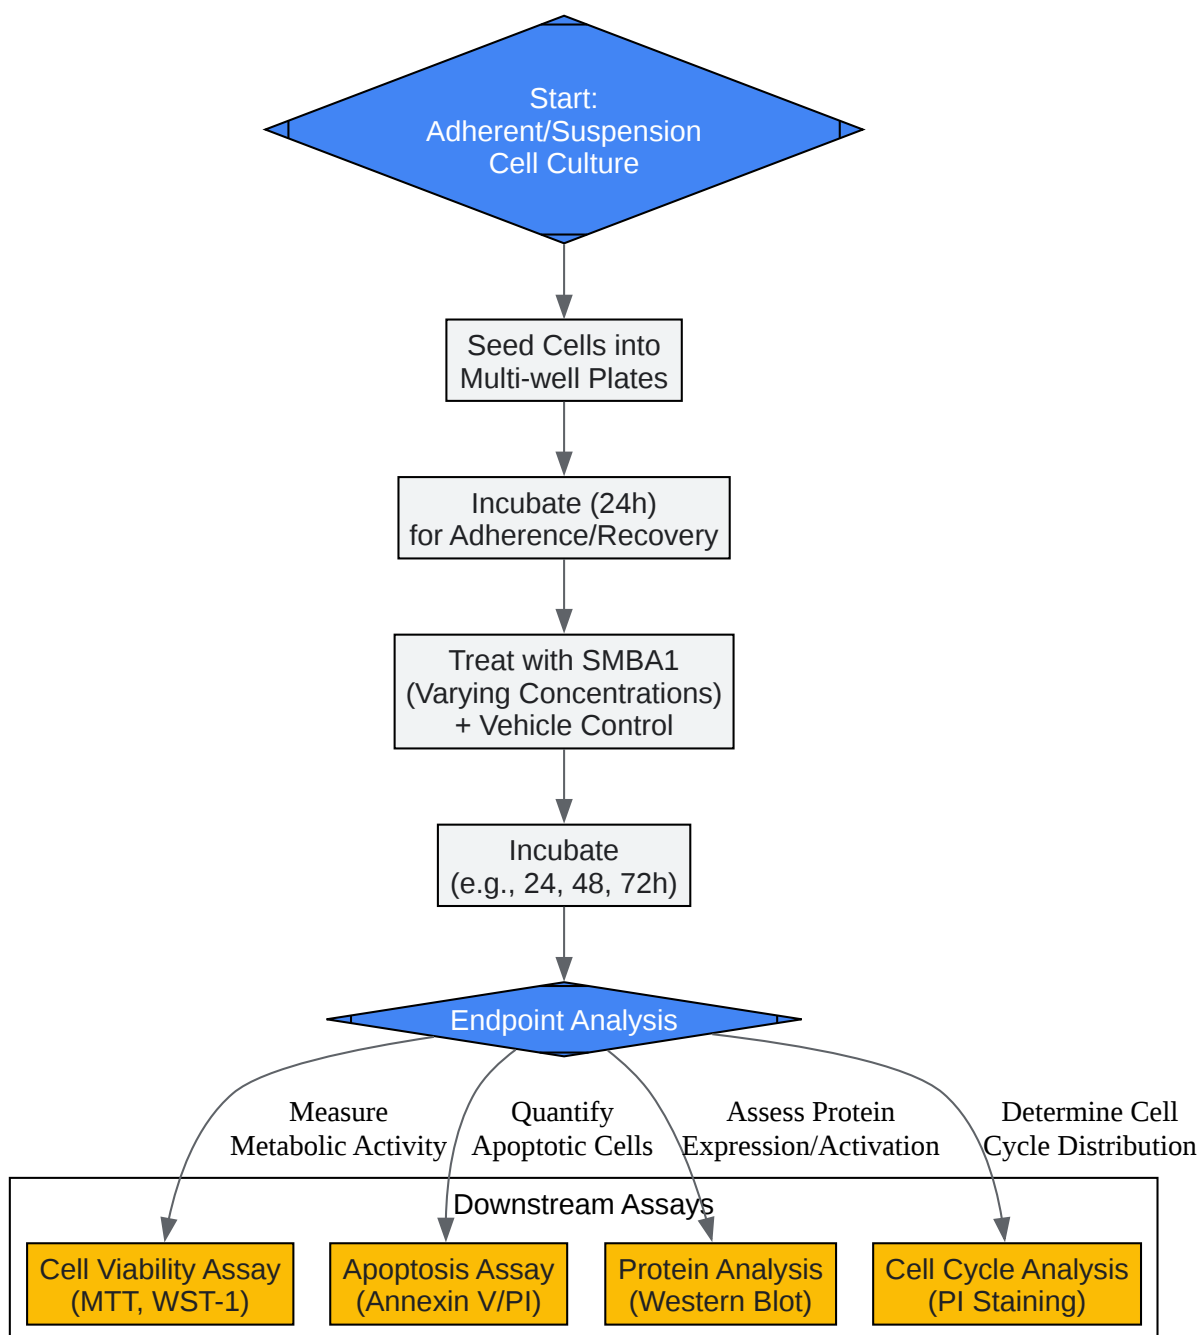 Start:
Adherent/Suspension
Cell Culture
Seed Cells into
Multi-well Plates
Incubate (24h)
for Adherence/Recovery
Treat with SMBA1
(Varying Concentrations)
+ Vehicle Control
Incubate
(e.g., 24, 48, 72h)
Endpoint Analysis
Measure
Metabolic Activity
Quantify
Apoptotic Cells
Assess Protein
Expression/Activation
Determine Cell
Cycle Distribution
Downstream Assays
Cell Viability Assay
(MTT, WST-1)
Apoptosis Assay
(Annexin V/PI)
Protein Analysis
(Western Blot)
Cell Cycle Analysis
(PI Staining)